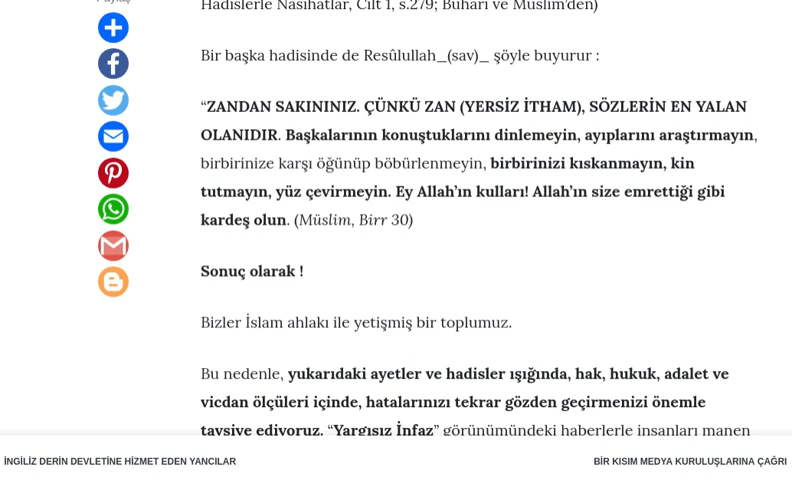 Hadislerle Nasihatlar, Cilt 1, s.279; Buhari ve Müslim’den)
Bir başka hadisinde de Resûlullah_(sav)_ şöyle buyurur :
“ZANDAN SAKININIZ. ÇÜNKÜ ZAN (YERSİZ İTHAM), SÖZLERİN EN YALAN
OLANIDIR. Başkalarının konuştuklarını dinlemeyin, ayıplarını araştırmayın,
birbirinize karşı öğünüp böbürlenmeyin, birbirinizi kıskanmayın, kin
tutmayın, yüz çevirmeyin. Ey Allah’ın kulları! Allah’ın size emrettiği gibi
kardeş olun. (Müslim, Birr 30)
Sonuç olarak !
Bizler İslam ahlakı ile yetişmiş bir toplumuz.
Bu nedenle, yukarıdaki ayetler ve hadisler ışığında, hak, hukuk, adalet ve
vicdan ölçüleri içinde, hatalarınızı tekrar gözden geçirmenizi önemle
tavsiye ediyoruz. “Yargısız İnfaz” görünümündeki haberlerle insanları manen
İNGİLİZ DERİN DEVLETİNE HİZMET EDEN YANCILAR
BİR KISIM MEDYA KURULUŞLARINA ÇAĞRI